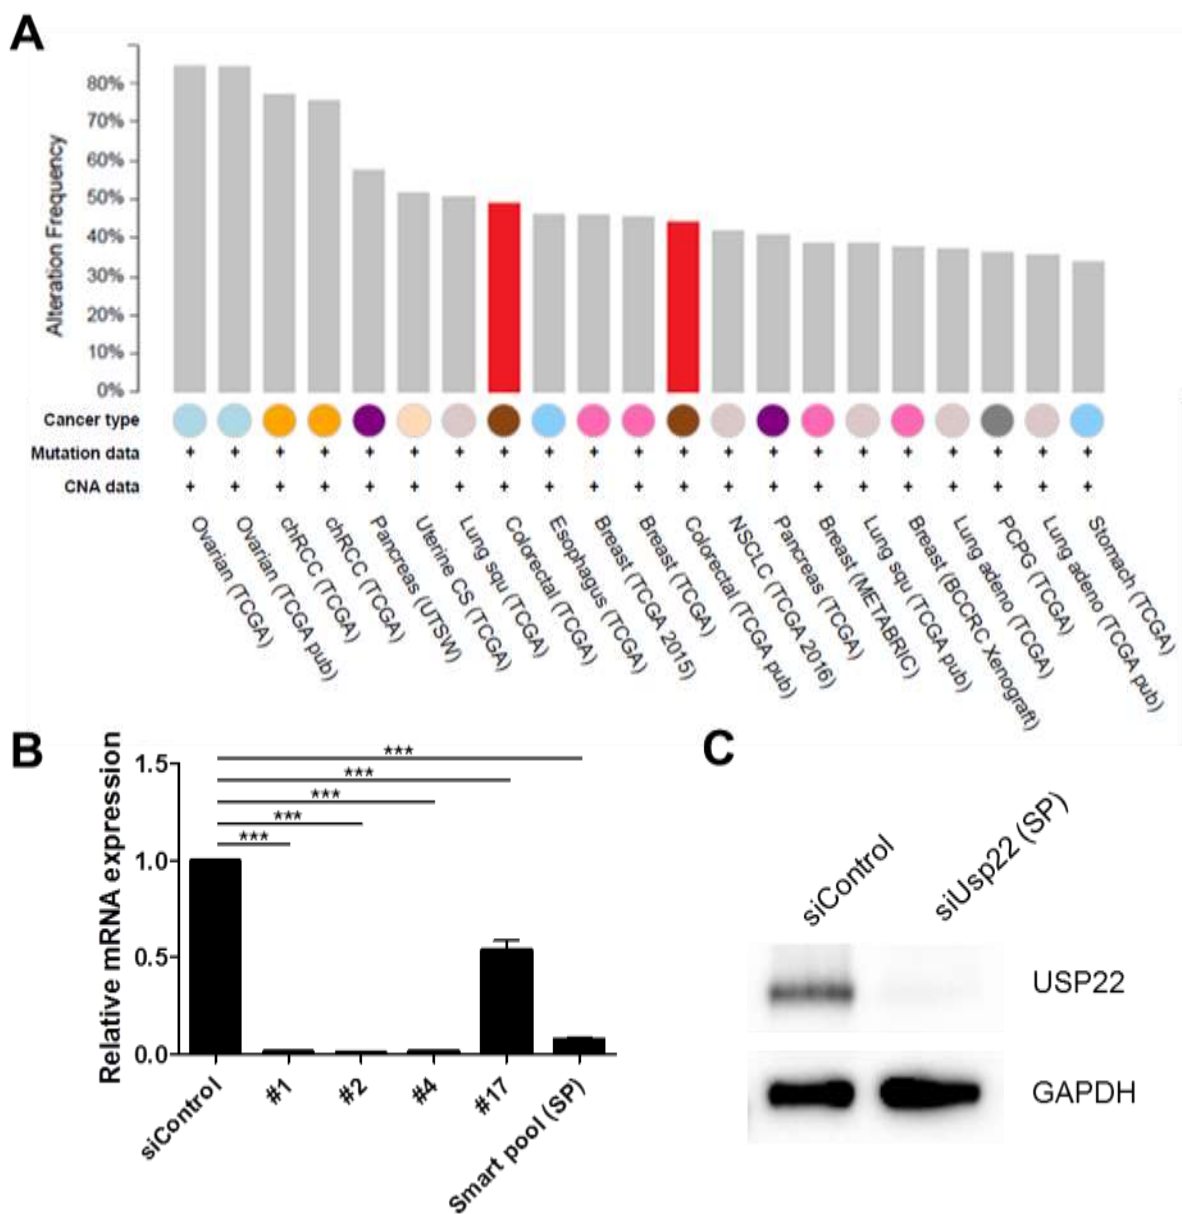 A
Alteration Frequency
80%
70%
60%
50%
40%
30%
20%
10%
0%
Cancer type
Mutation data + + + + + + + + + + + + + + + + + + + + +
CNA data + + + + + + + + + + + + + + + + + + + + +
Ovarian (TCGA)
Ovarian (TCGA pub)
chRCC (TCGA)
chRCC (TCGA)
Pancreas (UTSW)
Uterine CS (TCGA)
Lung squ (TCGA)
Colorectal (TCGA)
Esophagus (TCGA)
Breast (TCGA 2015)
Breast (TCGA)
Colorectal (TCGA pub)
NSCLC (TCGA 2016)
Pancreas (TCGA)
Breast (METABRIC)
Lung squ (TCGA pub)
Breast (BCCRC Xenograft)
Lung adeno (TCGA)
PCPG (TCGA)
Lung adeno (TCGA pub)
Stomach (TCGA)
B
Relative mRNA expression
1.5
1.0
0.5
0.0
***
***
***
***
***
siControl
#1
#2
#4
#17
Smart pool (SP)
C
siControl
siUsp22 (SP)
USP22
GAPDH